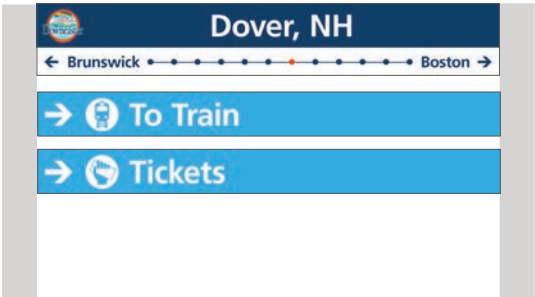 Dover, NH
← Brunswick Boston →
→ To Train
→ Tickets